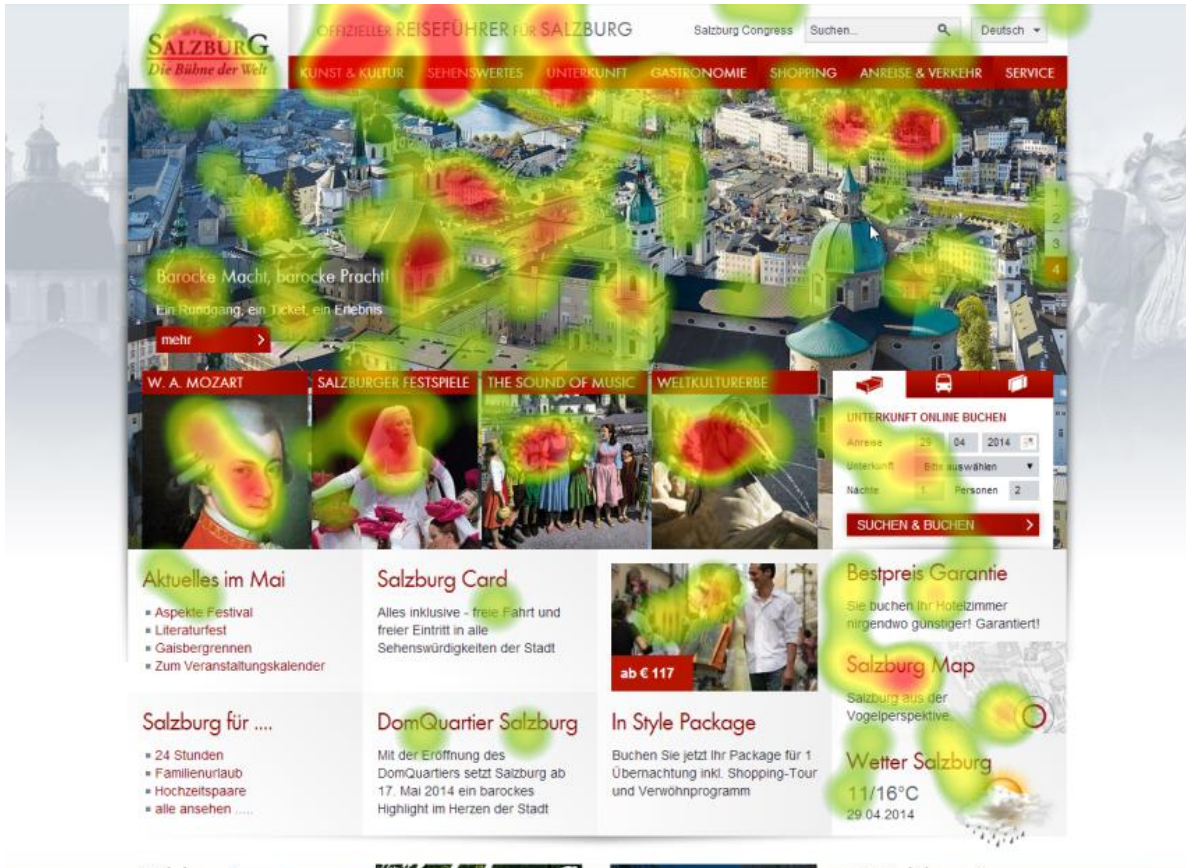 SALZBURG
Die Bühne der Welt
OFFIZIELLER REISEFÜHRER FÜR SALZBURG
Salzburg Congress
Suchen...
Deutsch
KUNST & KULTUR SEHENSWERTES UNTERKUNFT GASTRONOMIE SHOPPING ANREISE & VERKEHR SERVICE
1
2
3
4
Barocke Macht, barocke Pracht!
Ein Rundgang, ein Ticket, ein Erlebnis
mehr
W. A. MOZART
SALZBURGER FESTSPIELE
THE SOUND OF MUSIC
WELTKULTURERBE
UNTERKUNFT ONLINE BUCHEN
Anreise 29 04 2014
Unterkunft Bitte auswählen
Nächte 1 Personen 2
SUCHEN & BUCHEN
Aktuelles im Mai
Aspekte Festival
Literaturfest
Gaisbergrennen
Zum Veranstaltungskalender
Salzburg Card
Alles inklusive - freie Fahrt und
freier Eintritt in alle
Sehenswürdigkeiten der Stadt
ab € 117
Bestpreis Garantie
Sie buchen Ihr Hotelzimmer
nirgendwo günstiger! Garantiert!
Salzburg Map
Salzburg aus der
Vogelperspektive.
Salzburg für ....
24 Stunden
Familienurlaub
Hochzeitspaare
alle ansehen .....
DomQuartier Salzburg
Mit der Eröffnung des
DomQuartiers setzt Salzburg ab
17. Mai 2014 ein barockes
Highlight im Herzen der Stadt
In Style Package
Buchen Sie jetzt Ihr Package für 1
Übernachtung inkl. Shopping-Tour
und Verwöhnprogramm
Wetter Salzburg
11/16°C
29.04.2014